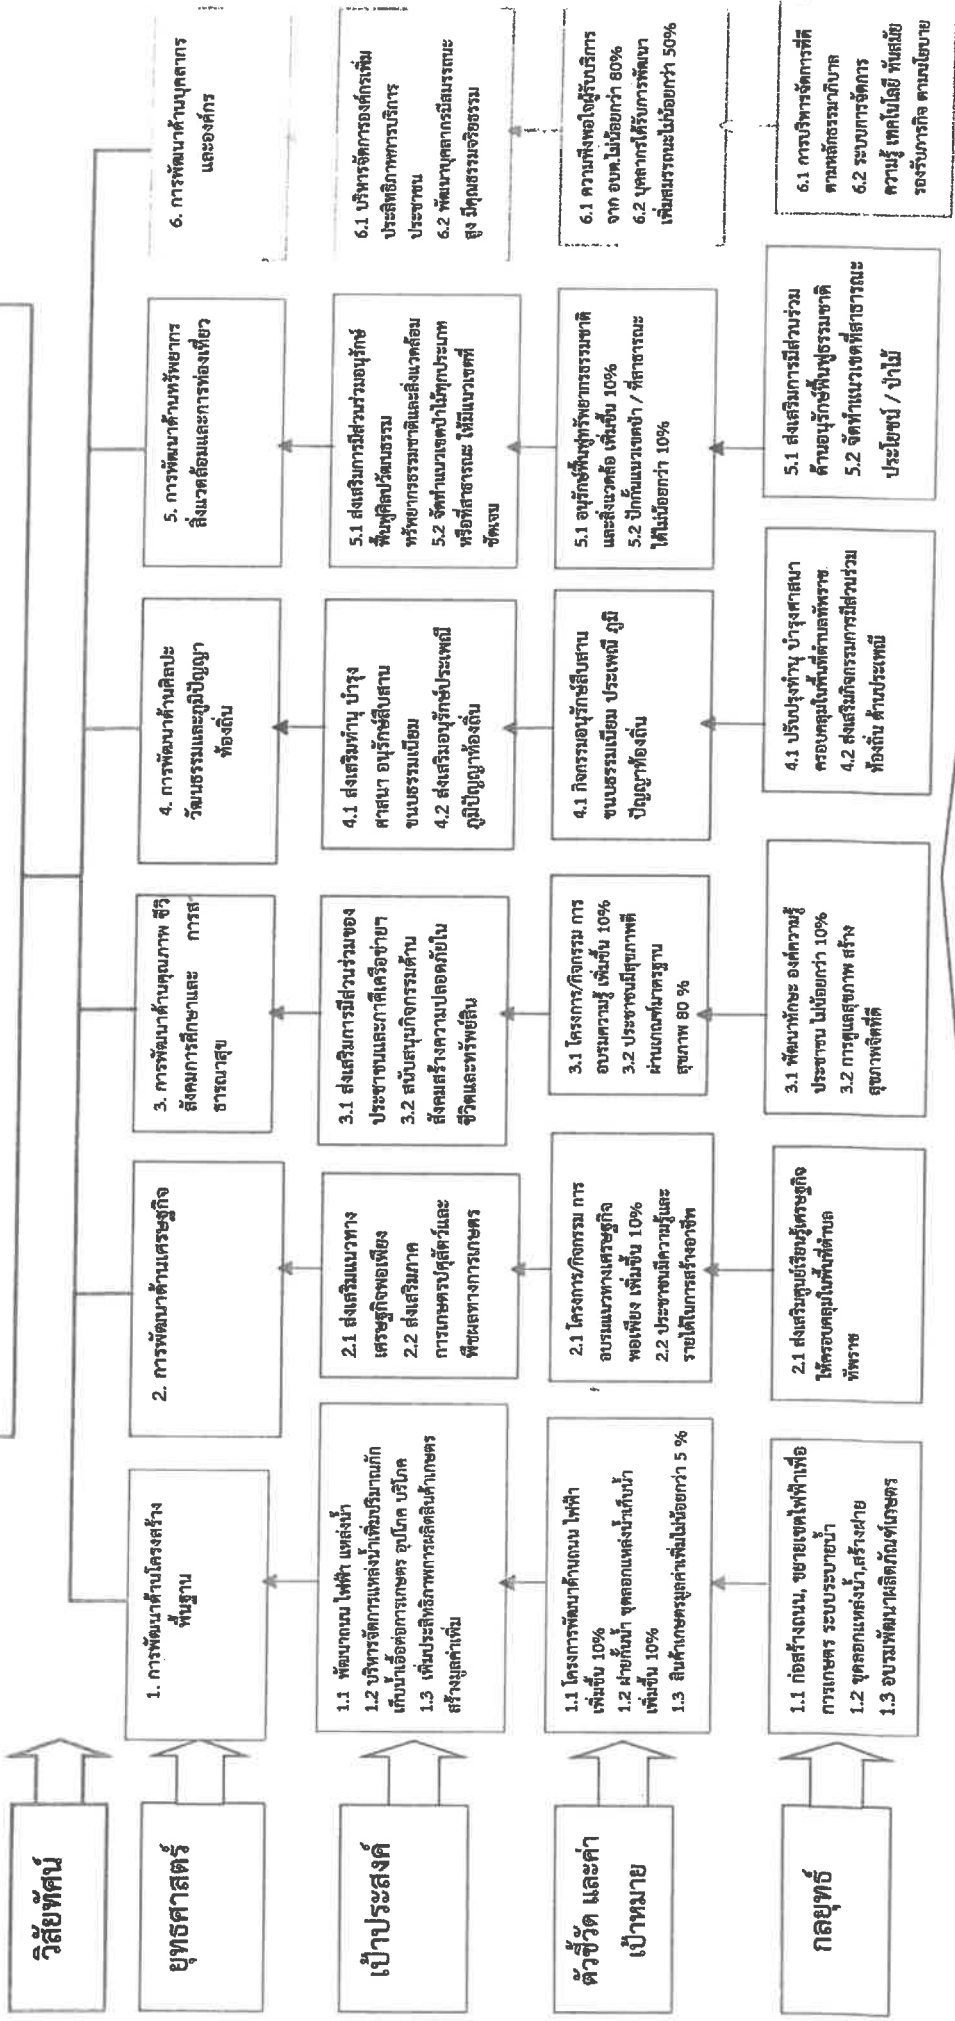 วิสัยทัศน์
ยุทธศาสตร์
1. การพัฒนาด้านโครงสร้าง
พื้นฐาน
2. การพัฒนาด้านเศรษฐกิจ
3. การพัฒนาด้านคุณภาพ ชีวิ
สังคมการศึกษาและ การส
ธารณาสุข
4. การพัฒนาด้านศิลปะ
วัฒนธรรมและภูมิปัญญา
ท้องถิ่น
5. การพัฒนาด้านทรัพยากร
สิ่งแวดล้อมและการท่องเที่ยว
6. การพัฒนาด้านบุคลากร
และองค์กร
เป้าประสงค์
1.1 พัฒนาถนน ไฟฟ้า แหล่งน้ำ
1.2 บริหารจัดการแหล่งน้ำเพิ่มปริมาณกัก
เก็บน้ำเอื้อต่อการเกษตร อุปโภค บริโภค
1.3 เพิ่มประสิทธิภาพการผลิตสินค้าเกษตร
สร้างมูลค่าเพิ่ม
2.1 ส่งเสริมแนวทาง
เศรษฐกิจพอเพียง
2.2 ส่งเสริมภาค
การเกษตรปศุสัตว์และ
พืชผลทางการเกษตร
3.1 ส่งเสริมการมีส่วนร่วมของ
ประชาชนและภาคีเครือข่ายฯ
3.2 สนับสนุนกิจกรรมด้าน
สังคมสร้างความปลอดภัยใน
ชีวิตและทรัพย์สิน
4.1 ส่งเสริมทำนุ บำรุง
ศาสนา อนุรักษ์สืบสาน
ขนบธรรมเนียม
4.2 ส่งเสริมอนุรักษ์ประเพณี
ภูมิปัญญาท้องถิ่น
5.1 ส่งเสริมการมีส่วนร่วมอนุรักษ์
ฟื้นฟูศิลปวัฒนธรรม
ทรัพยากรธรรมชาติและสิ่งแวดล้อม
5.2 จัดทำแนวเขตป่าไม้ทุกประเภท
หรือที่สาธารณะ ให้มีแนวเขตที่
ชัดเจน
6.1 บริหารจัดการองค์กรเพิ่ม
ประสิทธิภาพการบริการ
ประชาชน
6.2 พัฒนาบุคลากรมีสมรรถนะ
สูง มีคุณธรรมจริยธรรม
ตัวชี้วัด และค่า
เป้าหมาย
1.1 โครงการพัฒนาด้านถนน ไฟฟ้า
เพิ่มขึ้น 10%
1.2 ฝายกั้นน้ำ ขุดลอกแหล่งน้ำเก็บน้ำ
เพิ่มขึ้น 10%
1.3 สินค้าเกษตรมูลค่าเพิ่มไม่น้อยกว่า 5 %
2.1 โครงการ/กิจกรรม การ
อบรมแนวทางเศรษฐกิจ
พอเพียง เพิ่มขึ้น 10%
2.2 ประชาชนมีความรู้และ
รายได้ในการสร้างอาชีพ
3.1 โครงการ/กิจกรรม การ
อบรมความรู้ เพิ่มขึ้น 10%
3.2 ประชาชนมีสุขภาพดี
ผ่านเกณฑ์มาตรฐาน
สุขภาพ 80 %
4.1 กิจกรรมอนุรักษ์สืบสาน
ขนบธรรมเนียม ประเพณี ภูมิ
ปัญญาท้องถิ่น
5.1 อนุรักษ์ฟื้นฟูทรัพยากรธรรมชาติ
และสิ่งแวดล้อ เพิ่มขึ้น 10%
5.2 ปักกันแนวเขตป่า / ที่สาธารณะ
ได้ไม่น้อยกว่า 10%
6.1 ความพึงพอใจผู้รับบริการ
จาก อบต.ไม่น้อยกว่า 80%
6.2 บุคลากรได้รับการพัฒนา
เพิ่มสมรรถนะไม่น้อยกว่า 50%
กลยุทธ์
1.1 ก่อสร้างถนน, ขยายเขตไฟฟ้าเพื่อ
การเกษตร ระบบระบายน้ำ
1.2 ขุดลอกแหล่งน้ำ,สร้างฝาย
1.3 อบรมพัฒนาผลิตภัณฑ์เกษตร
2.1 ส่งเสริมศูนย์เรียนรู้เศรษฐกิจ
ให้ครอบคลุมในพื้นที่ตำบล
ทัพราช
3.1 พัฒนาทักษะ องค์ความรู้
ประชาชน ไม่น้อยกว่า 10%
3.2 การดูแลสุขภาพ สร้าง
สุขภาพจิตที่ดี
4.1 ปรับปรุงทำนุ บำรุงศาสนา
ครอบคลุมในพื้นที่ตำบลทัพราช
4.2 ส่งเสริมกิจกรรมการมีส่วนร่วม
ท้องถิ่น ด้านประเพณี
5.1 ส่งเสริมการมีส่วนร่วม
ด้านอนุรักษ์ฟื้นฟูธรรมชาติ
5.2 จัดทำแนวเขตที่สาธารณะ
ประโยชน์ / ป่าไม้
6.1 การบริหารจัดการที่ดี
ตามหลักธรรมาภิบาล
6.2 ระบบการจัดการ
ความรู้ เทคโนโลยี ทันสมัย
รองรับภารกิจ ตามนโยบาย